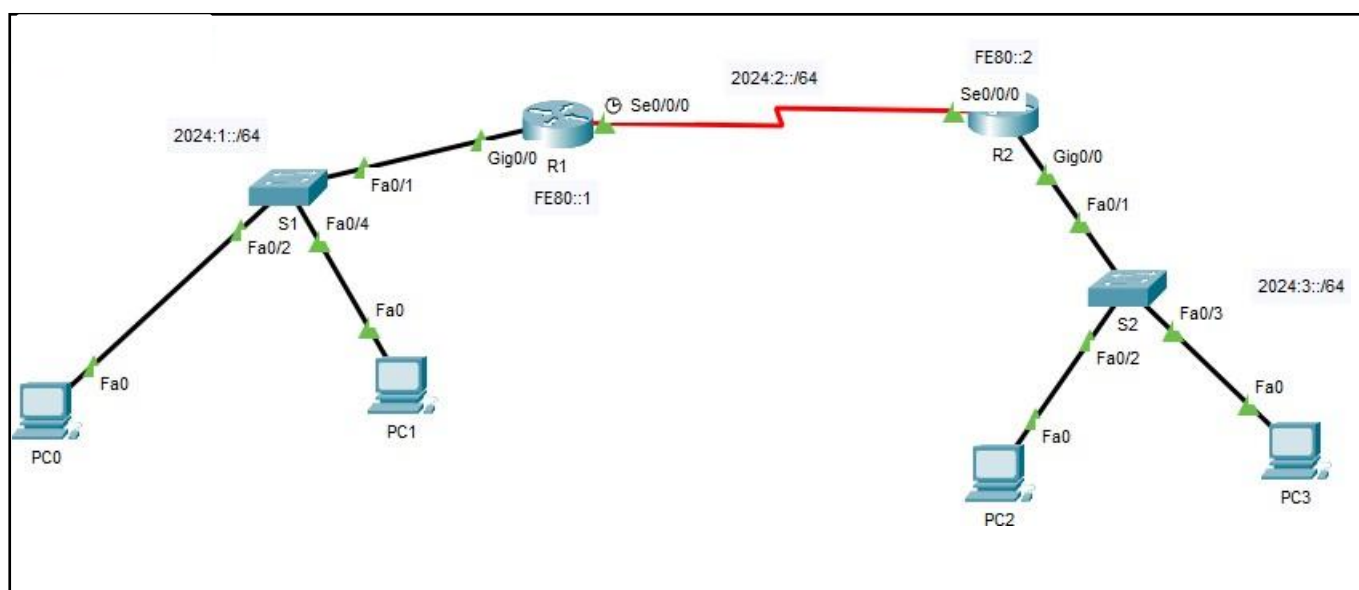 FE80::2
2024:2::/64
Se0/0/0
Se0/0/0
2024:1::/64
Gig0/0
R1
R2
Gig0/0
Fa0/1
FE80::1
Fa0/1
S1
Fa0/4
Fa0/2
2024:3::/64
Fa0
S2
Fa0/3
Fa0/2
Fa0
Fa0
PC1
Fa0
PC0
PC2
PC3